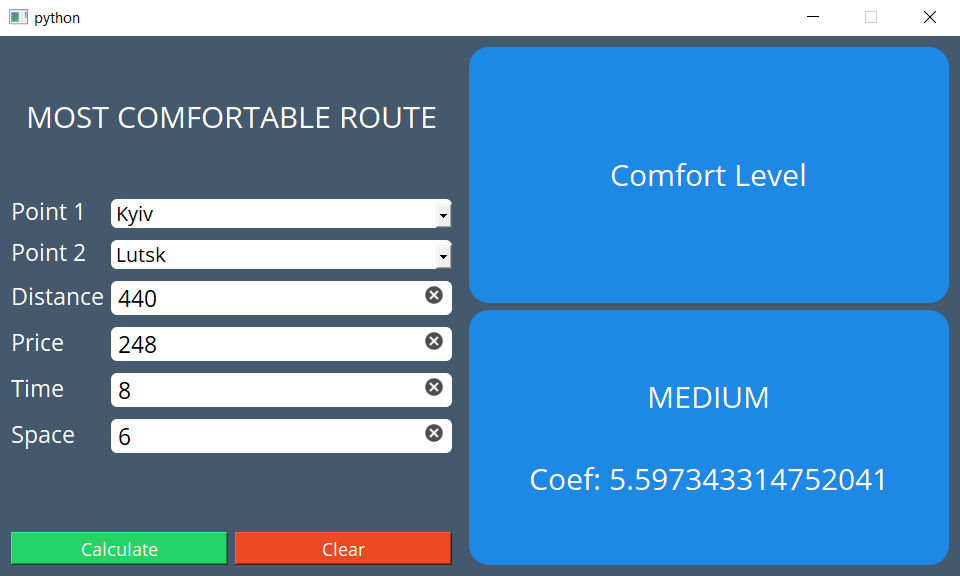 python
MOST COMFORTABLE ROUTE
Point 1 Kyiv
Point 2 Lutsk
Distance 440
Price 248
Time 8
Space 6
Calculate Clear
Comfort Level
MEDIUM
Coef: 5.597343314752041